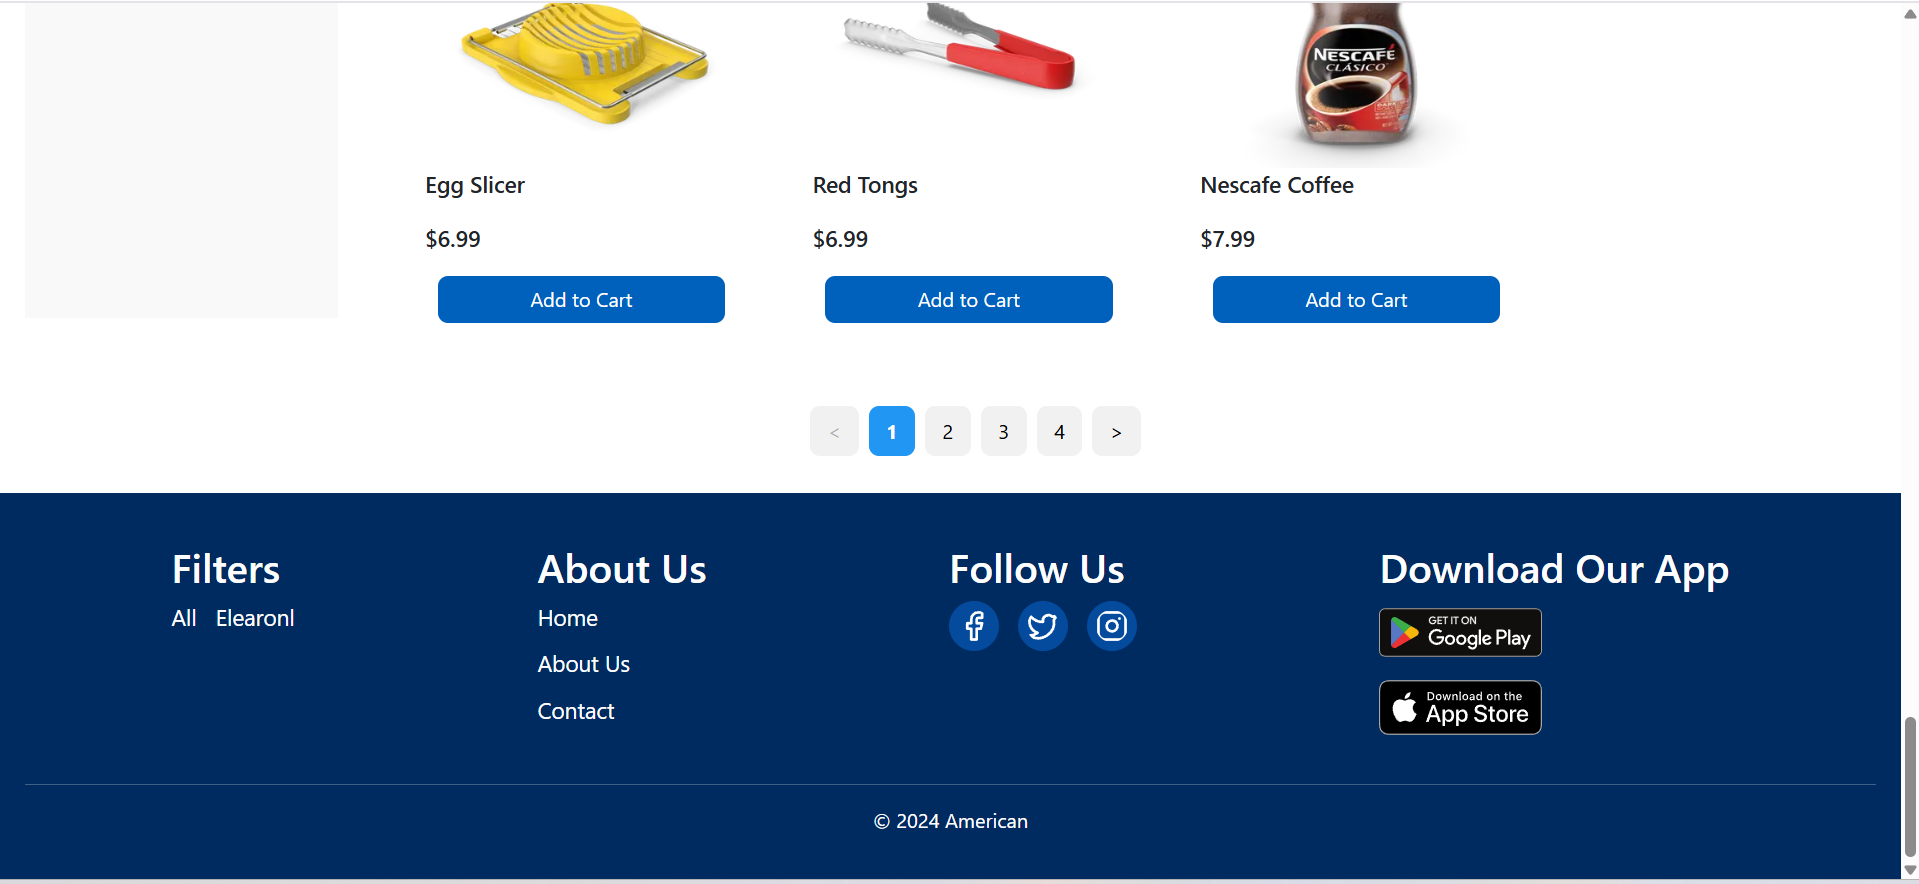 NESCAFÉ
CLÁSICO
Egg Slicer
Red Tongs
Nescafe Coffee
$6.99
$6.99
$7.99
Add to Cart
Add to Cart
Add to Cart
< 1 2 3 4 >
Filters
All Elearonl
About Us
Home
About Us
Contact
Follow Us
Download Our App
GET IT ON
Google Play
Download on the
App Store
© 2024 American